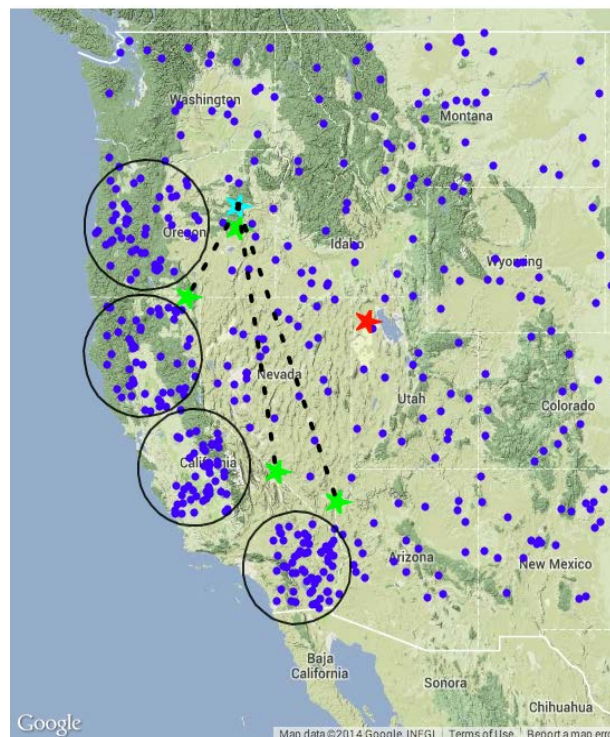 Washington
Montana
Oregon
Idaho
Wyoming
Nevada
Utah
Colorado
California
Arizona
New Mexico
Baja
California
Sonora
Chihuahua
Google
Map data ©2014 Google, INEGI | Terms of Use | Report a map erro